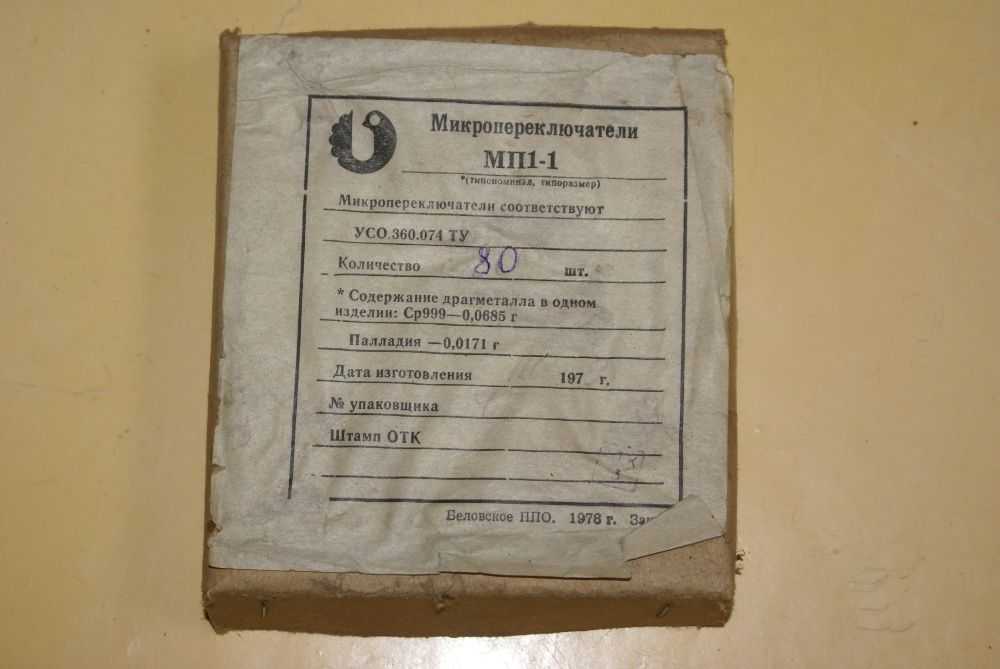 Микропереключатели
МП1-1
*(типономинал, типоразмер)
Микропереключатели соответствуют
УСО.360.074 ТУ
Количество 80 шт.
* Содержание драгметалла в одном
изделии: Ср999—0,0685 г
Палладия —0,0171 г
Дата изготовления 197 г.
№ упаковщика
Штамп ОТК
Беловское ППО. 1978 г.